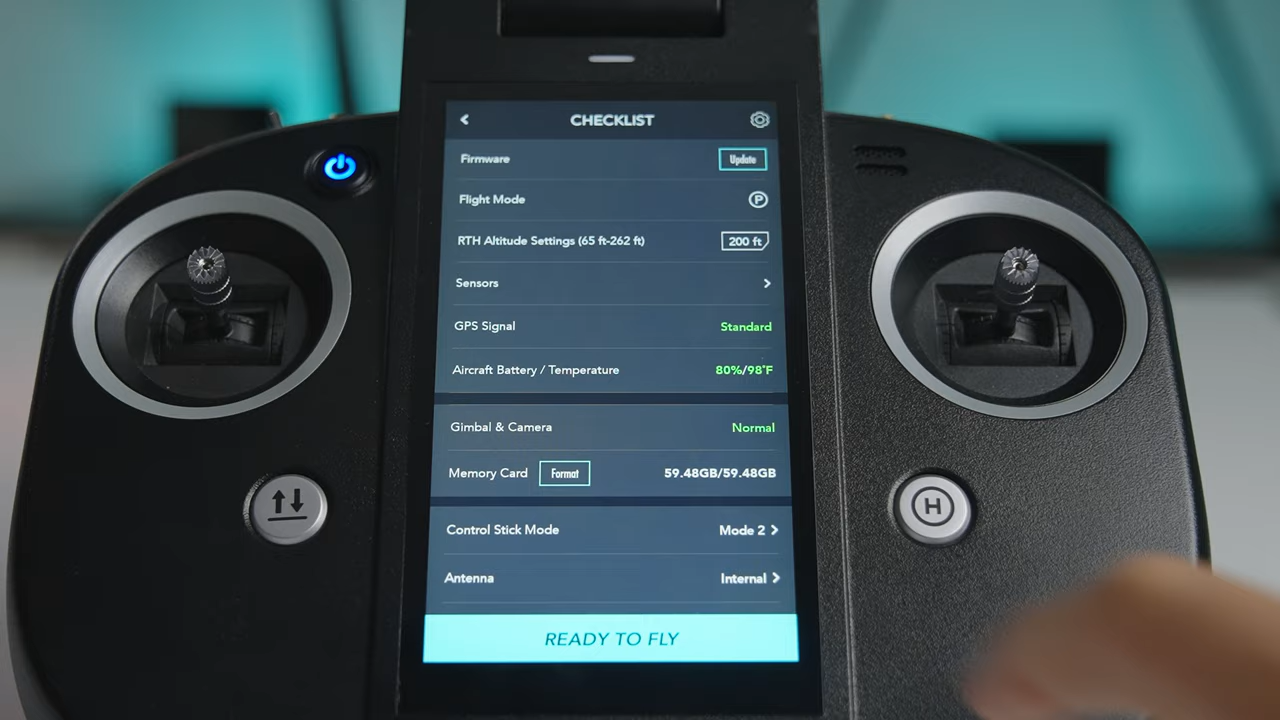 CHECKLIST
Firmware Update
Flight Mode P
RTH Altitude Settings (65 ft-262 ft) 200 ft
Sensors
GPS Signal Standard
Aircraft Battery / Temperature 80%/98°F
Gimbal & Camera Normal
Memory Card Format 59.48GB/59.48GB
Control Stick Mode Mode 2
Antenna Internal
READY TO FLY
H